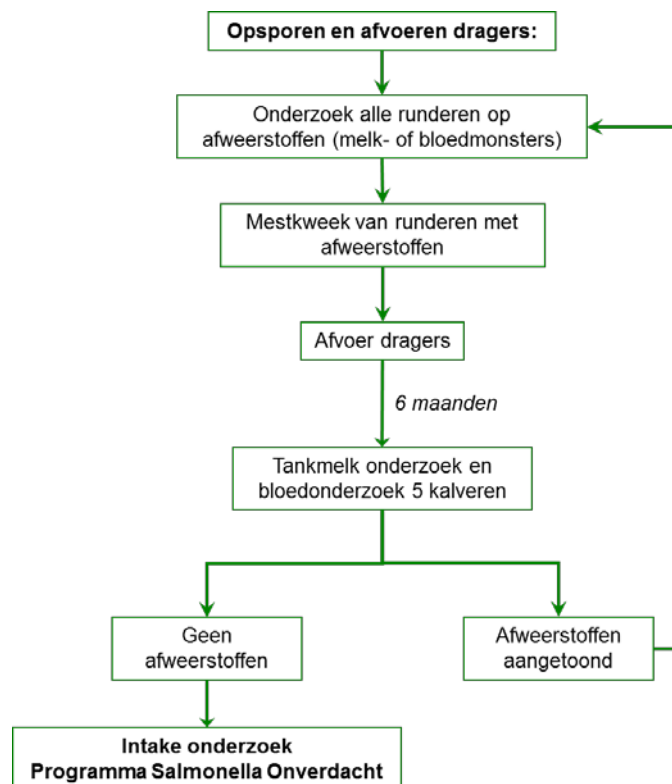 Opsporen en afvoeren dragers:
Onderzoek alle runderen op
afweerstoffen (melk- of bloedmonsters)
Mestkweek van runderen met
afweerstoffen
Afvoer dragers
6 maanden
Tankmelk onderzoek en
bloedonderzoek 5 kalveren
Geen
afweerstoffen
Afweerstoffen
aangetoond
Intake onderzoek
Programma Salmonella Onverdacht